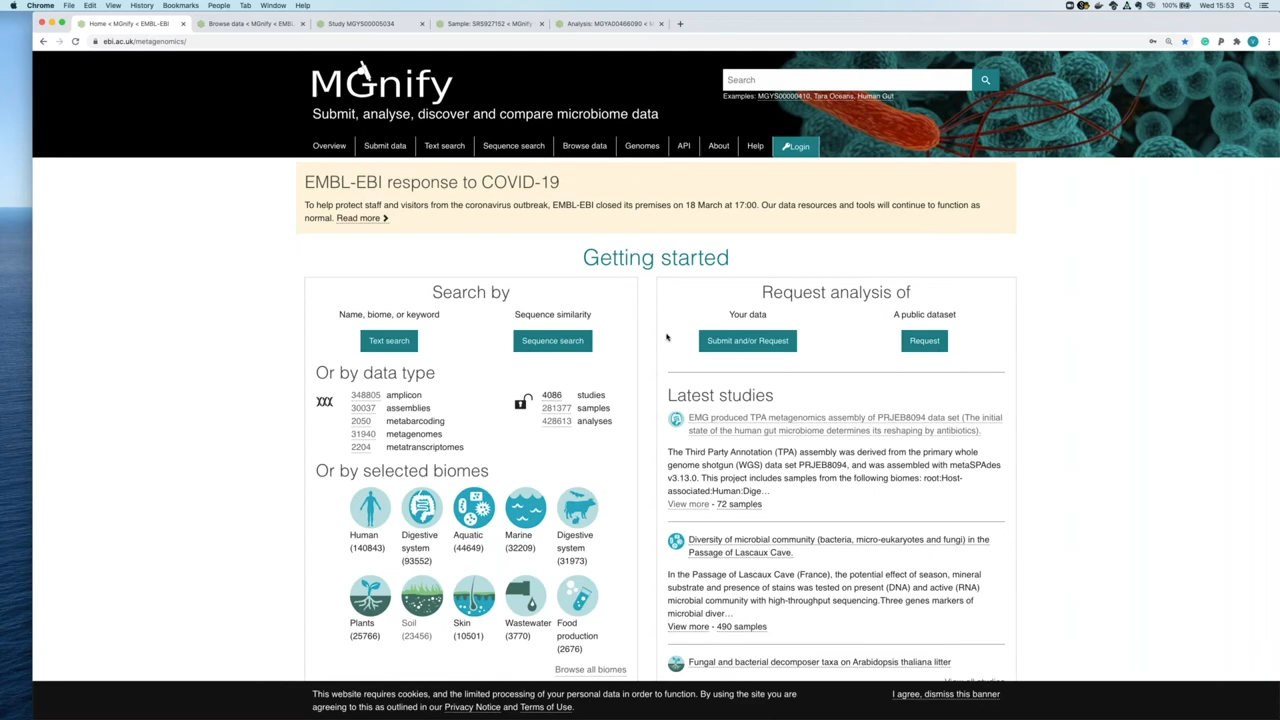 Chrome File Edit View History Bookmarks People Tab Window Help
100%
Wed 15:53
Home < MGnify < EMBL-EBI
Browse data < MGnify < EMBL
Study MGYS00005034
Sample: SRS927152 < MGnify
Analysis: MGYA00466090 <
ebi.ac.uk/metagenomics/
MGnify
Submit, analyse, discover and compare microbiome data
Search
Examples: MGYS00000410, Tara Oceans, Human Gut
Overview Submit data Text search Sequence search Browse data Genomes API About Help Login
EMBL-EBI response to COVID-19
To help protect staff and visitors from the coronavirus outbreak, EMBL-EBI closed its premises on 18 March at 17:00. Our data resources and tools will continue to function as
normal. Read more
Getting started
Search by
Name, biome, or keyword
Sequence similarity
Text search
Sequence search
Or by data type
348805 amplicon
30037 assemblies
2050 metabarcoding
31940 metagenomes
2204 metatranscriptomes
4086 studies
281377 samples
428613 analyses
Or by selected biomes
Human
(140843)
Digestive
system
(93552)
Aquatic
(44649)
Marine
(32209)
Digestive
system
(31973)
Plants
(25766)
Soil
(23456)
Skin
(10501)
Wastewater
(3770)
Food
production
(2676)
Browse all biomes
Request analysis of
Your data
A public dataset
Submit and/or Request
Request
Latest studies
EMG produced TPA metagenomics assembly of PRJEB8094 data set (The initial
state of the human gut microbiome determines its reshaping by antibiotics).
The Third Party Annotation (TPA) assembly was derived from the primary whole
genome shotgun (WGS) data set PRJEB8094, and was assembled with metaSPAdes
v3.13.0. This project includes samples from the following biomes: root:Host-
associated:Human:Dige...
View more - 72 samples
Diversity of microbial community (bacteria, micro-eukaryotes and fungi) in the
Passage of Lascaux Cave.
In the Passage of Lascaux Cave (France), the potential effect of season, mineral
substrate and presence of stains was tested on present (DNA) and active (RNA)
microbial community with high-throughput sequencing.Three genes markers of
microbial diver...
View more - 490 samples
Fungal and bacterial decomposer taxa on Arabidopsis thaliana litter
This website requires cookies, and the limited processing of your personal data in order to function. By using the site you are
agreeing to this as outlined in our Privacy Notice and Terms of Use.
I agree, dismiss this banner